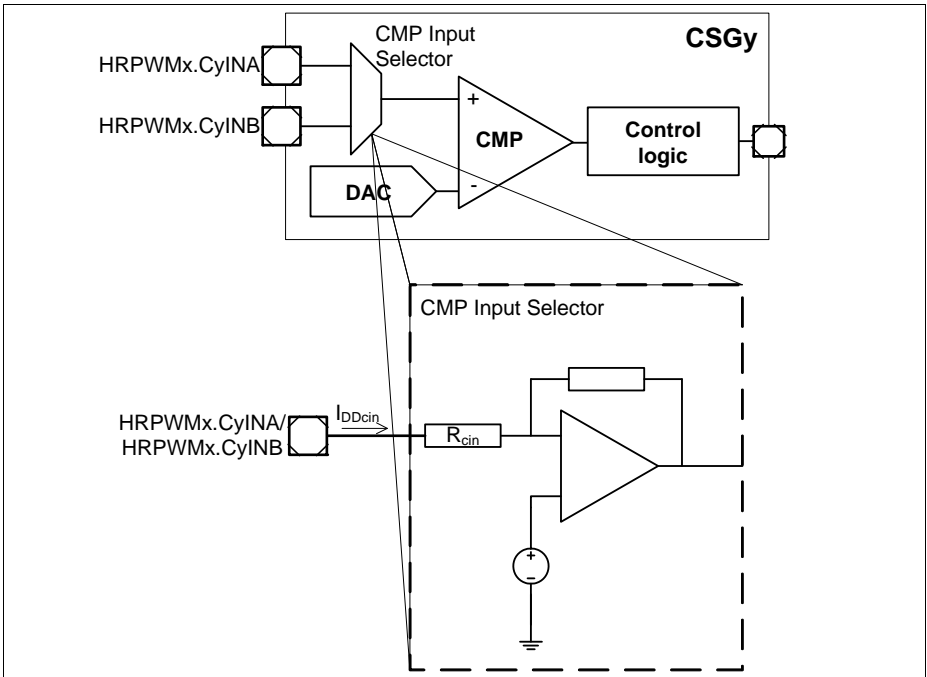 CMP Input
Selector
CSGy
HRPWMx.CyINA
HRPWMx.CyINB
+
CMP
-
Control
logic
DAC
CMP Input Selector
HRPWMx.CyINA/
HRPWMx.CyINB
IDDcin
Rcin
+
–